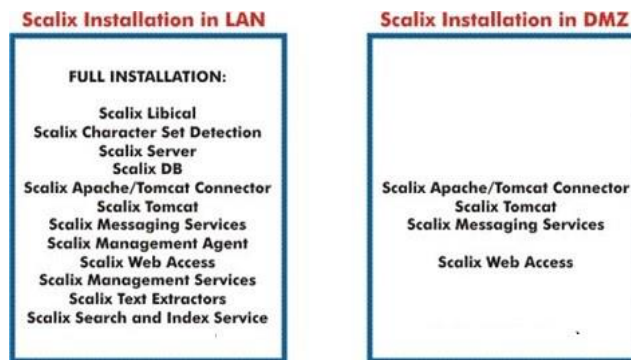 Scalix Installation in LAN
FULL INSTALLATION:
Scalix Libical
Scalix Character Set Detection
Scalix Server
Scalix DB
Scalix Apache/Tomcat Connector
Scalix Tomcat
Scalix Messaging Services
Scalix Management Agent
Scalix Web Access
Scalix Management Services
Scalix Text Extractors
Scalix Search and Index Service
Scalix Installation in DMZ
Scalix Apache/Tomcat Connector
Scalix Tomcat
Scalix Messaging Services
Scalix Web Access